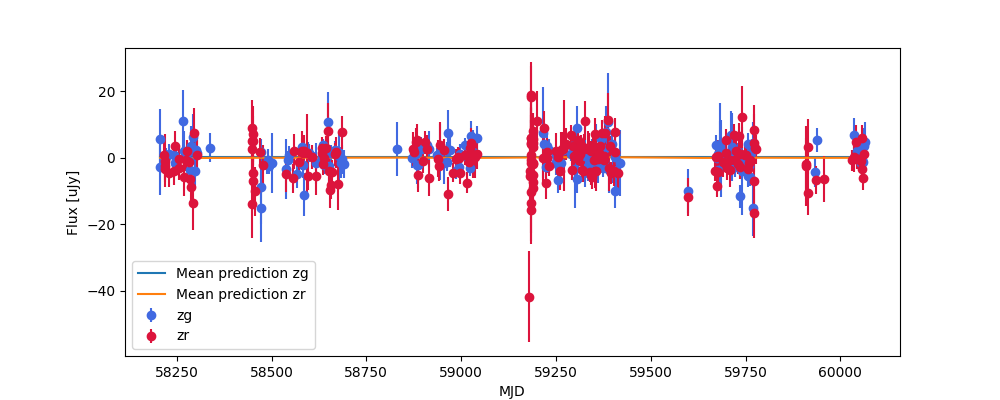 20
0
−20
−40
Flux [uJy]
Mean prediction zg
Mean prediction zr
zg
zr
58250 58500 58750 59000 59250 59500 59750 60000
MJD